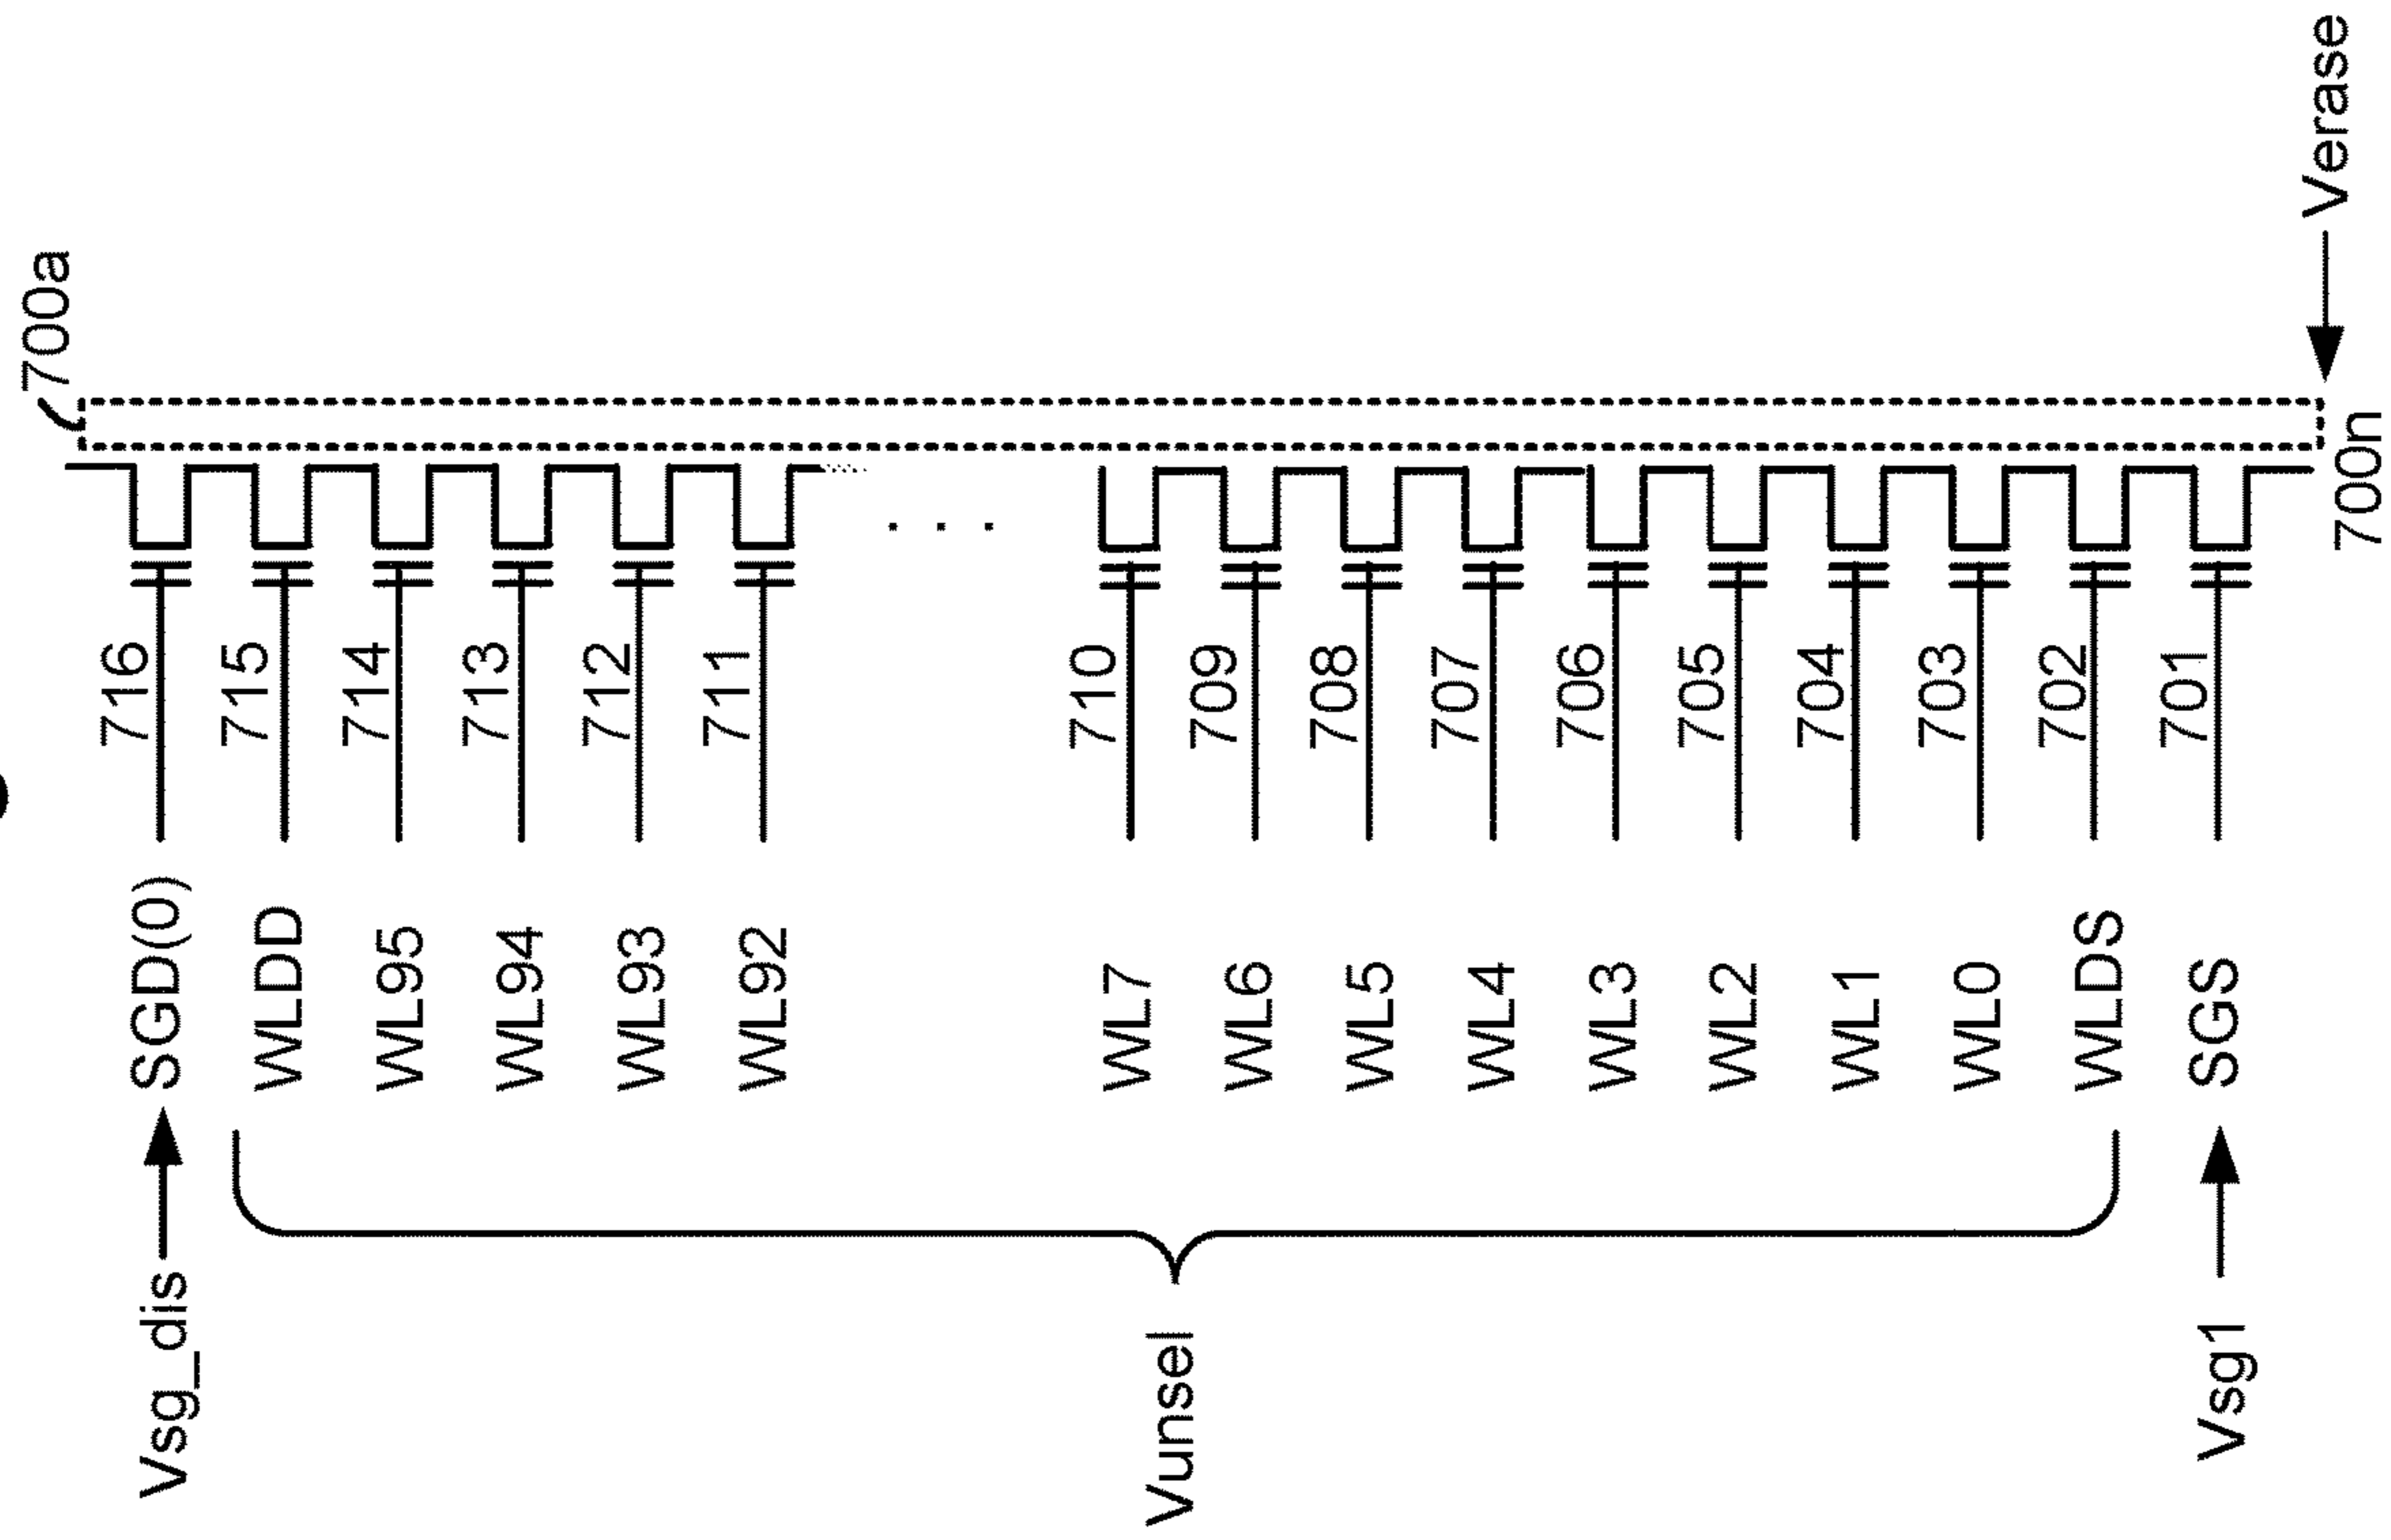 700a
716
715
714
713
712
711
. . .
710
709
708
707
706
705
704
703
702
701
700n
Verase
SGD(0)
WLDD
WL95
WL94
WL93
WL92
WL7
WL6
WL5
WL4
WL3
WL2
WL1
WL0
WLDS
SGS
Vsg_dis
Vunsel
Vsg1